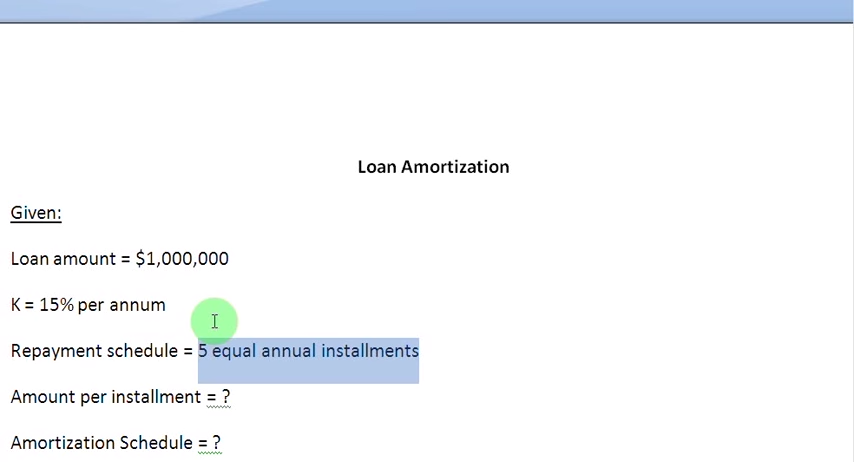 Loan Amortization
Given:
Loan amount = $1,000,000
K = 15% per annum
Repayment schedule = 5 equal annual installments
Amount per installment = ?
Amortization Schedule = ?